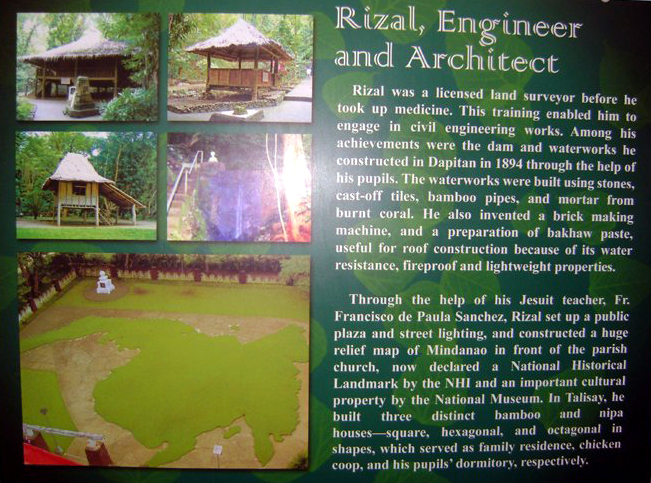 Rizal, Engineer
and Architect
Rizal was a licensed land surveyor before he
took up medicine. This training enabled him to
engage in civil engineering works. Among his
achievements were the dam and waterworks he
constructed in Dapitan in 1894 through the help of
his pupils. The waterworks were built using stones,
cast-off tiles, bamboo pipes, and mortar from
burnt coral. He also invented a brick making
machine, and a preparation of bakhaw paste,
useful for roof construction because of its water
resistance, fireproof and lightweight properties.
Through the help of his Jesuit teacher, Fr.
Francisco de Paula Sanchez, Rizal set up a public
plaza and street lighting, and constructed a huge
relief map of Mindanao in front of the parish
church, now declared a National Historical
Landmark by the NHI and an important cultural
property by the National Museum. In Talisay, he
built three distinct bamboo and nipa
houses—square, hexagonal, and octagonal in
shapes, which served as family residence, chicken
coop, and his pupils' dormitory, respectively.